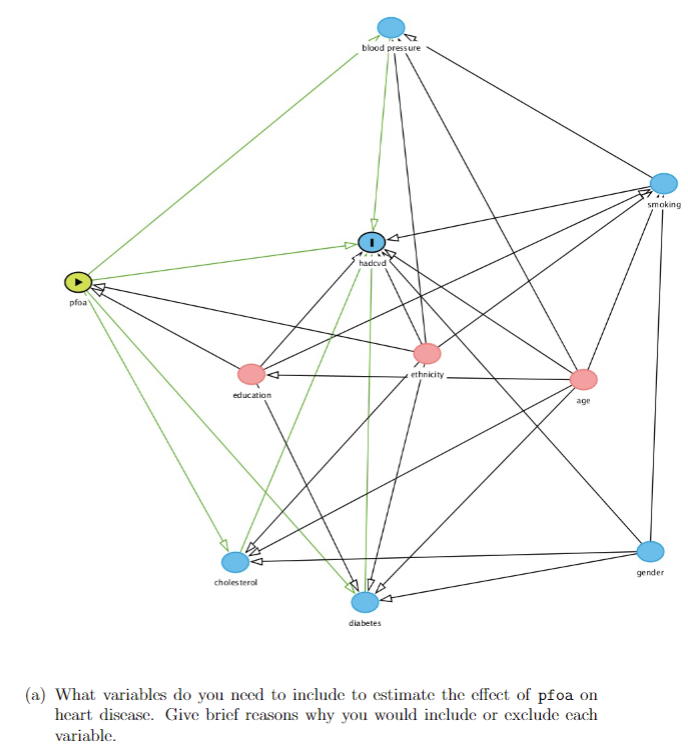 blood pressure
smoking
hadcvd
pfoa
ethnicity
education
age
cholesterol
gender
diabetes
(a) What variables do you need to include to estimate the effect of pfoa on
heart disease. Give brief reasons why you would include or exclude each
variable.